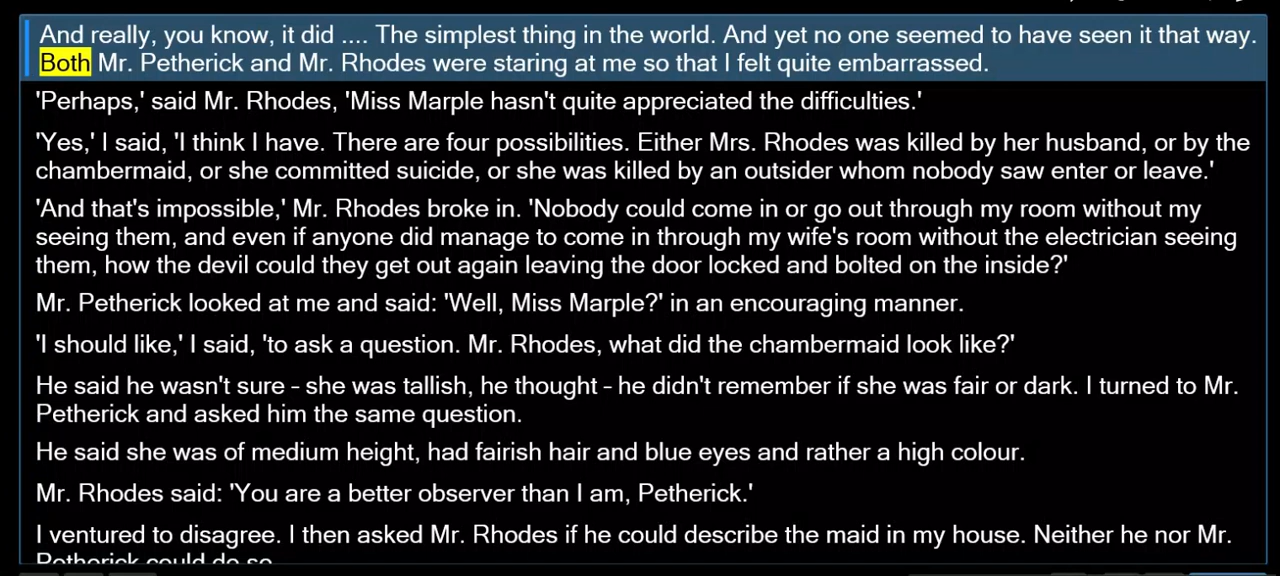 And really, you know, it did .... The simplest thing in the world. And yet no one seemed to have seen it that way.
Both Mr. Petherick and Mr. Rhodes were staring at me so that I felt quite embarrassed.
'Perhaps,' said Mr. Rhodes, 'Miss Marple hasn't quite appreciated the difficulties.'
'Yes,' I said, 'I think I have. There are four possibilities. Either Mrs. Rhodes was killed by her husband, or by the
chambermaid, or she committed suicide, or she was killed by an outsider whom nobody saw enter or leave.'
'And that's impossible,' Mr. Rhodes broke in. 'Nobody could come in or go out through my room without my
seeing them, and even if anyone did manage to come in through my wife's room without the electrician seeing
them, how the devil could they get out again leaving the door locked and bolted on the inside?'
Mr. Petherick looked at me and said: 'Well, Miss Marple?' in an encouraging manner.
'I should like,' I said, 'to ask a question. Mr. Rhodes, what did the chambermaid look like?'
He said he wasn't sure – she was tallish, he thought – he didn't remember if she was fair or dark. I turned to Mr.
Petherick and asked him the same question.
He said she was of medium height, had fairish hair and blue eyes and rather a high colour.
Mr. Rhodes said: 'You are a better observer than I am, Petherick.'
I ventured to disagree. I then asked Mr. Rhodes if he could describe the maid in my house. Neither he nor Mr.
Petherick could do so.